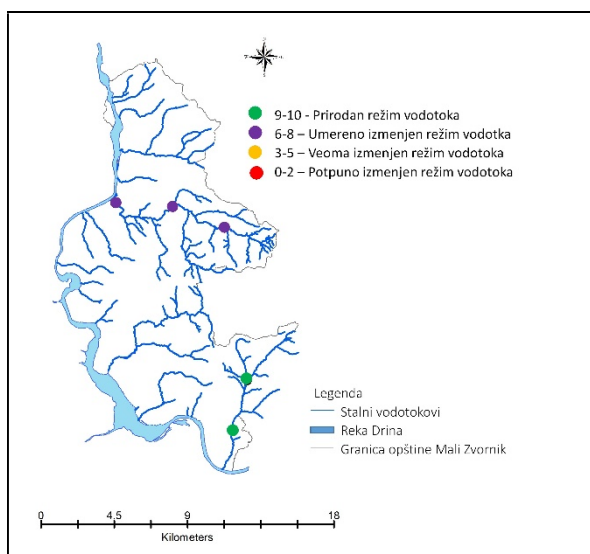 9-10 - Prirodan režim vodotoka
6-8 – Umereno izmenjen režim vodotka
3-5 – Veoma izmenjen režim vodotoka
0-2 – Potpuno izmenjen režim vodotoka
Legenda
Stalni vodotokovi
Reka Drina
Granica opštine Mali Zvornik
0 4.5 9 18
Kilometers